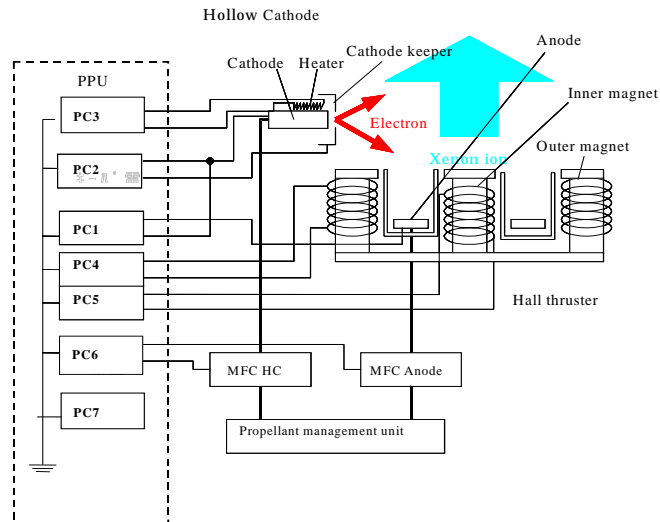 Hollow Cathode
Anode
Cathode keeper
Cathode Heater
PPU
Inner magnet
PC3
Electron
Outer magnet
Xenon ion
PC2
PC1
PC4
PC5
Hall thruster
PC6
MFC HC
MFC Anode
PC7
Propellant management unit